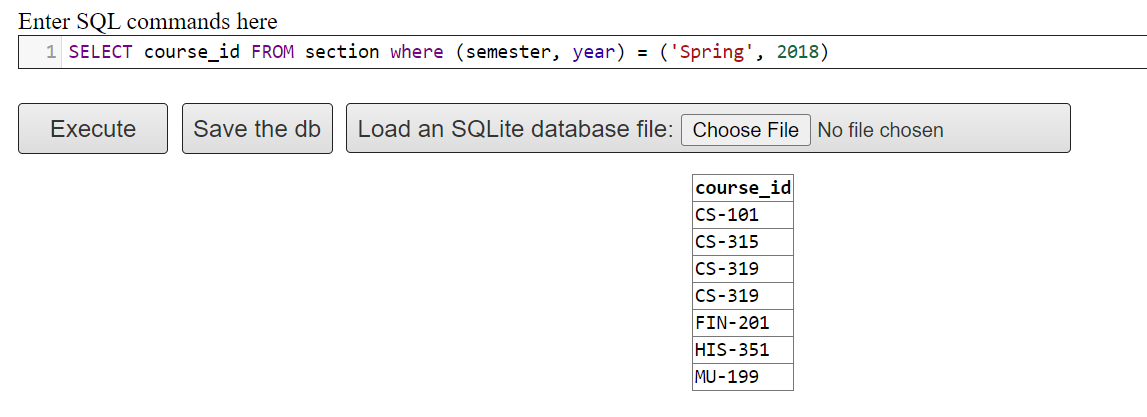 Enter SQL commands here
1 SELECT course_id FROM section where (semester, year) = ('Spring', 2018)
Execute Save the db Load an SQLite database file: Choose File No file chosen
course_id
CS-101
CS-315
CS-319
CS-319
FIN-201
HIS-351
MU-199